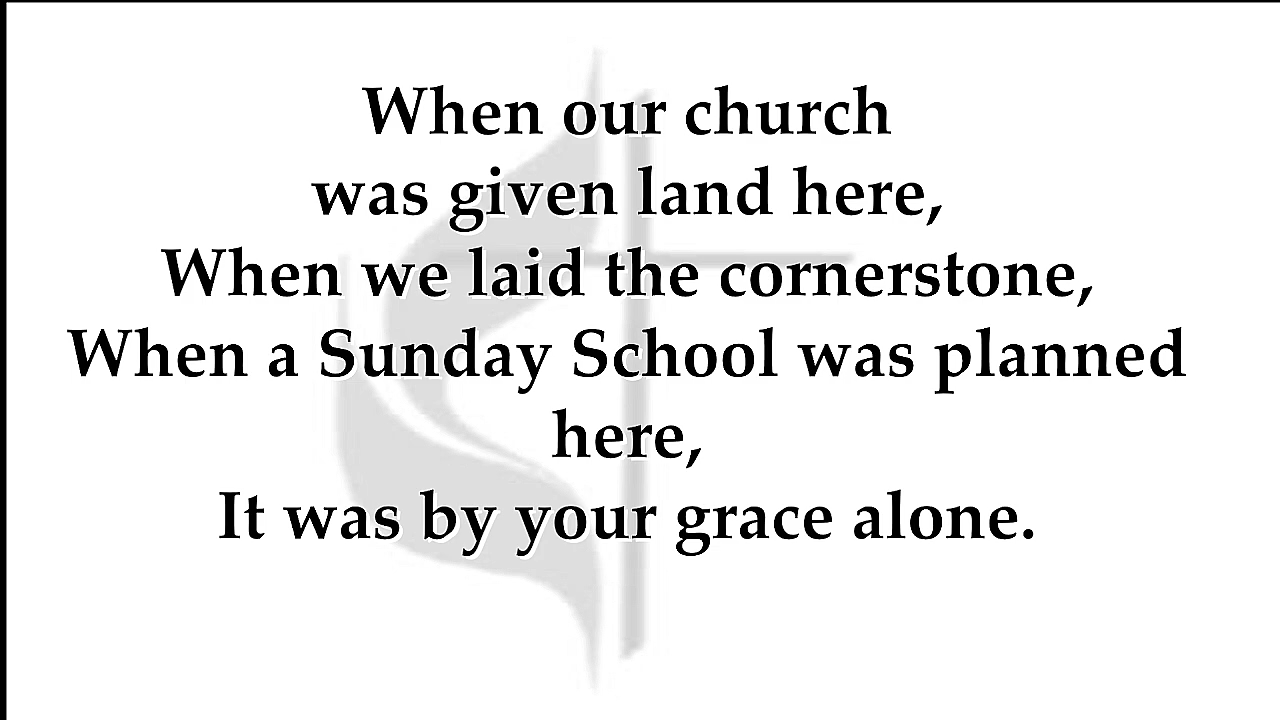 When our church
was given land here,
When we laid the cornerstone,
When a Sunday School was planned
here,
It was by your grace alone.